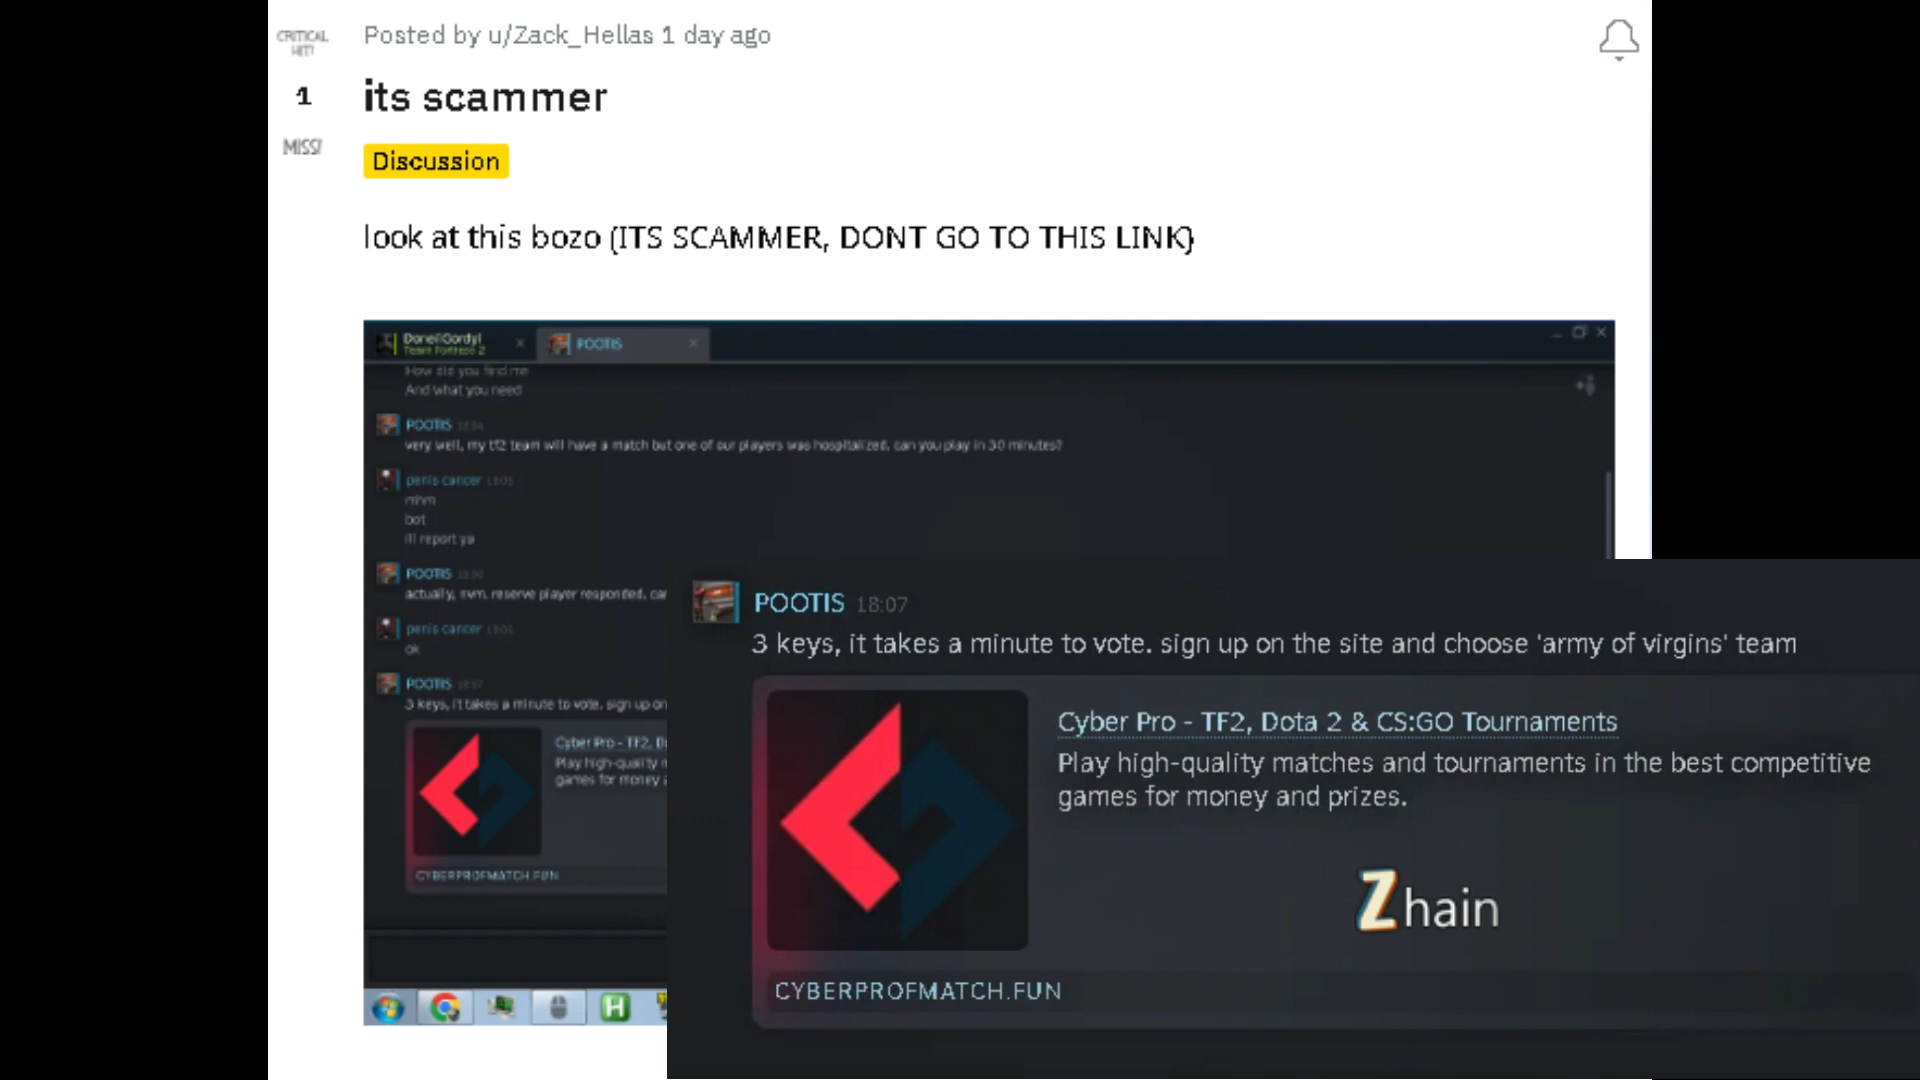 CRITICAL HIT!
Posted by u/Zack_Hellas 1 day ago
1
its scammer
MISS!
Discussion
look at this bozo (ITS SCAMMER, DONT GO TO THIS LINK)
Team Fortress 2
POOTIS
How did you find me
And what you need
POOTIS
very well, my tf2 team will have a match but one of our players was hospitalized, can you play in 30 minutes?
penis cancer
mhm
bot
ill report ya
POOTIS
actually, nvm, reserve player responded, can
penis cancer
ok
POOTIS
3 keys, it takes a minute to vote. sign up on
Cyber Pro - TF2, Do
Play high-quality m
games for money a
CYBERPROFMATCH.FUN
POOTIS 18:07
3 keys, it takes a minute to vote. sign up on the site and choose 'army of virgins' team
Cyber Pro - TF2, Dota 2 & CS:GO Tournaments
Play high-quality matches and tournaments in the best competitive
games for money and prizes.
Zhain
CYBERPROFMATCH.FUN